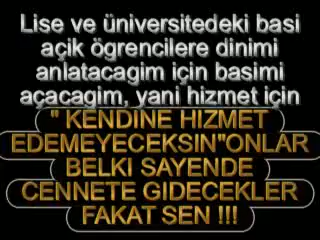 Lise ve üniversitedeki basi
açik ögrencilere dinimi
anlatacagim için basimi
açacagim, yani hizmet için
" KENDINE HIZMET
EDEMEYECEKSIN"ONLAR
BELKI SAYENDE
CENNETE GIDECEKLER
FAKAT SEN !!!